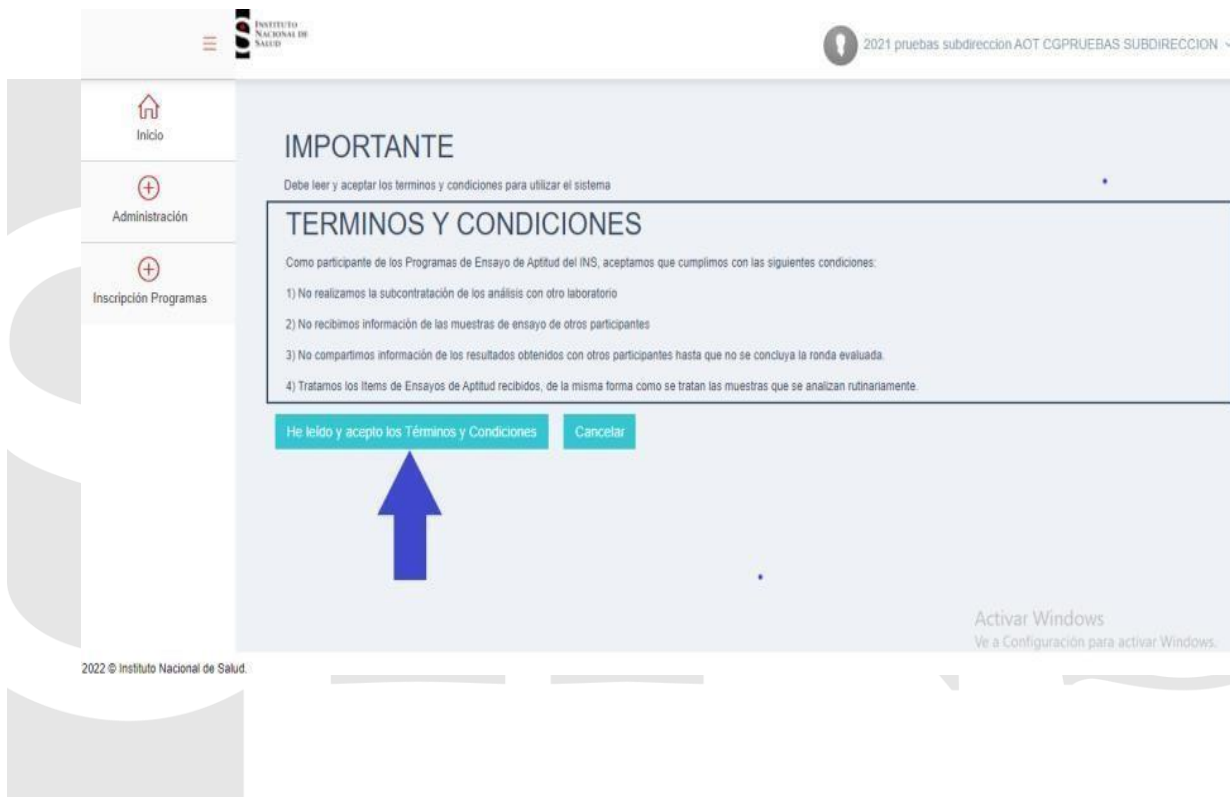 INSTITUTO
NACIONAL DE
SALUD
2021 pruebas subdireccion AOT CGPRUEBAS SUBDIRECCION
Inicio
Administración
Inscripción Programas
IMPORTANTE
Debe leer y aceptar los terminos y condiciones para utilizar el sistema
TERMINOS Y CONDICIONES
Como participante de los Programas de Ensayo de Aptitud del INS, aceptamos que cumplimos con las siguientes condiciones:
1) No realizamos la subcontratación de los análisis con otro laboratorio
2) No recibimos información de las muestras de ensayo de otros participantes
3) No compartimos información de los resultados obtenidos con otros participantes hasta que no se concluya la ronda evaluada.
4) Tratamos los Items de Ensayos de Aptitud recibidos, de la misma forma como se tratan las muestras que se analizan rutinariamente.
He leído y acepto los Términos y Condiciones
Cancelar
Activar Windows
Ve a Configuración para activar Windows.
2022 © Instituto Nacional de Salud.